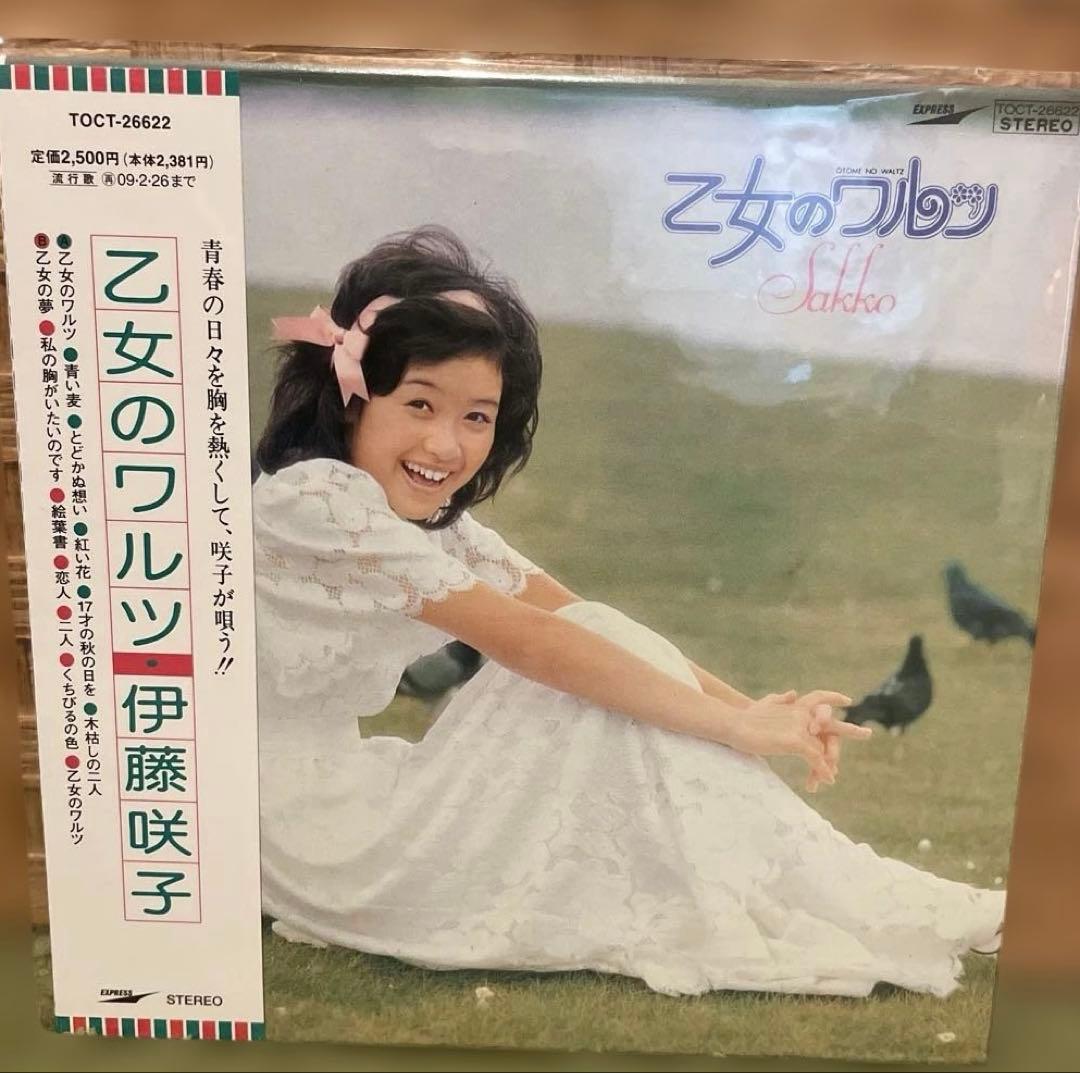 TOCT-26622
定価2,500円(本体2,381円)
流行歌 再 09・2・26まで
青春の日々を胸を熱くして、咲子が唄う!!
乙女のワルツ・伊藤咲子
A 乙女のワルツ ●青い麦 ●とどかぬ想い ●紅い花 ●17才の秋の日を ●木枯しの二人
B 乙女の夢 ●私の胸がいたいのです ●絵葉書 ●恋人 ●二人 ●くちびるの色 ●乙女のワルツ
EXPRESS STEREO
EXPRESS TOCT-26622
STEREO
OTOME NO WALTZ
乙女のワルツ
Sakko